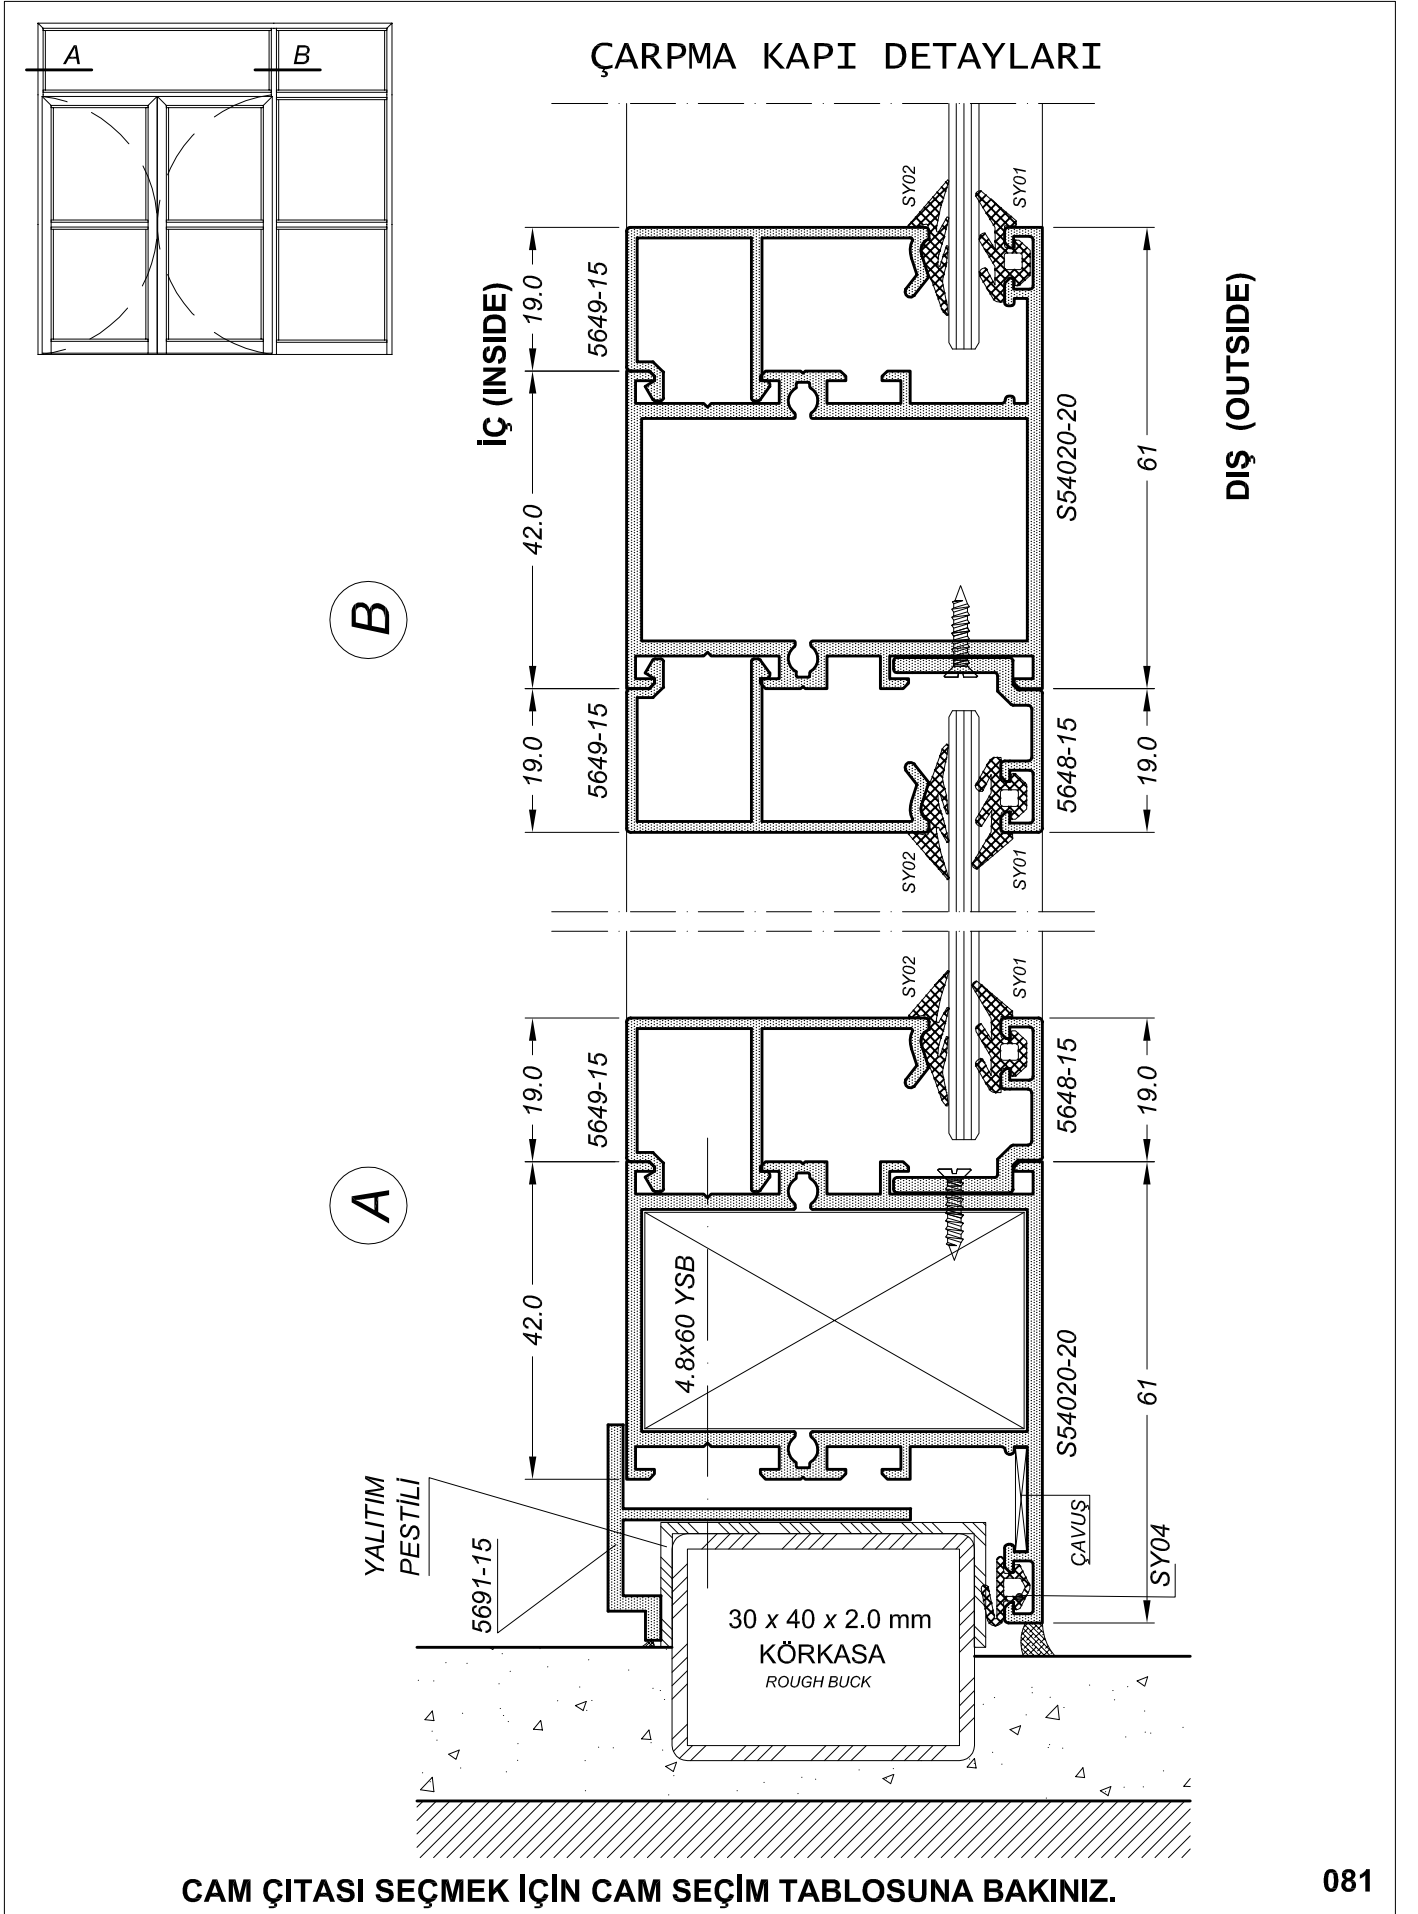 ÇARPMA KAPI DETAYLARI
A
B
SY02
SY01
19.0
5649-15
İÇ (INSIDE)
DIŞ (OUTSIDE)
42.0
S54020-20
61
B
19.0
5649-15
5648-15
19.0
SY02
SY01
SY02
SY01
19.0
5649-15
5648-15
19.0
A
42.0
4.8x60 YSB
S54020-20
61
YALITIM
PESTİLİ
5691-15
ÇAVUŞ
SY04
30 x 40 x 2.0 mm
KÖRKASA
ROUGH BUCK
CAM ÇITASI SEÇMEK İÇİN CAM SEÇİM TABLOSUNA BAKINIZ.
081